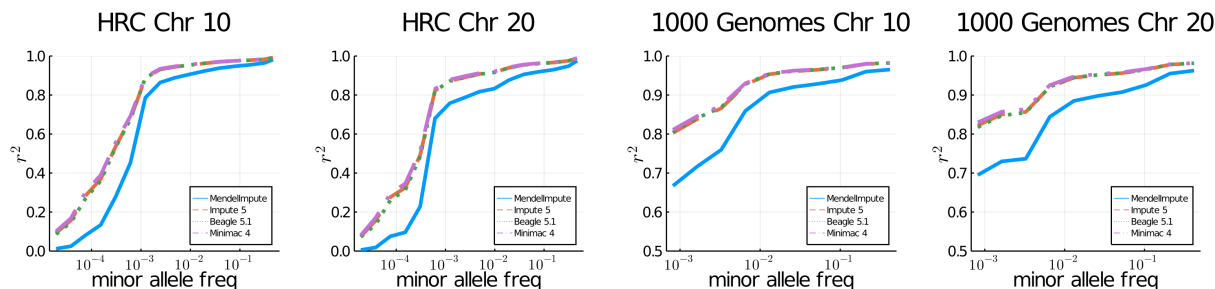 HRC Chr 10
1.0
0.8
0.6
0.4
0.2
0.0
r²
10⁻⁴ 10⁻³ 10⁻² 10⁻¹
minor allele freq
MendelImpute
Impute 5
Beagle 5.1
Minimac 4
HRC Chr 20
1.0
0.8
0.6
0.4
0.2
0.0
r²
10⁻⁴ 10⁻³ 10⁻² 10⁻¹
minor allele freq
MendelImpute
Impute 5
Beagle 5.1
Minimac 4
1000 Genomes Chr 10
1.0
0.9
0.8
0.7
0.6
0.5
r²
10⁻³ 10⁻² 10⁻¹
minor allele freq
MendelImpute
Impute 5
Beagle 5.1
Minimac 4
1000 Genomes Chr 20
1.0
0.9
0.8
0.7
0.6
0.5
r²
10⁻³ 10⁻² 10⁻¹
minor allele freq
MendelImpute
Impute 5
Beagle 5.1
Minimac 4